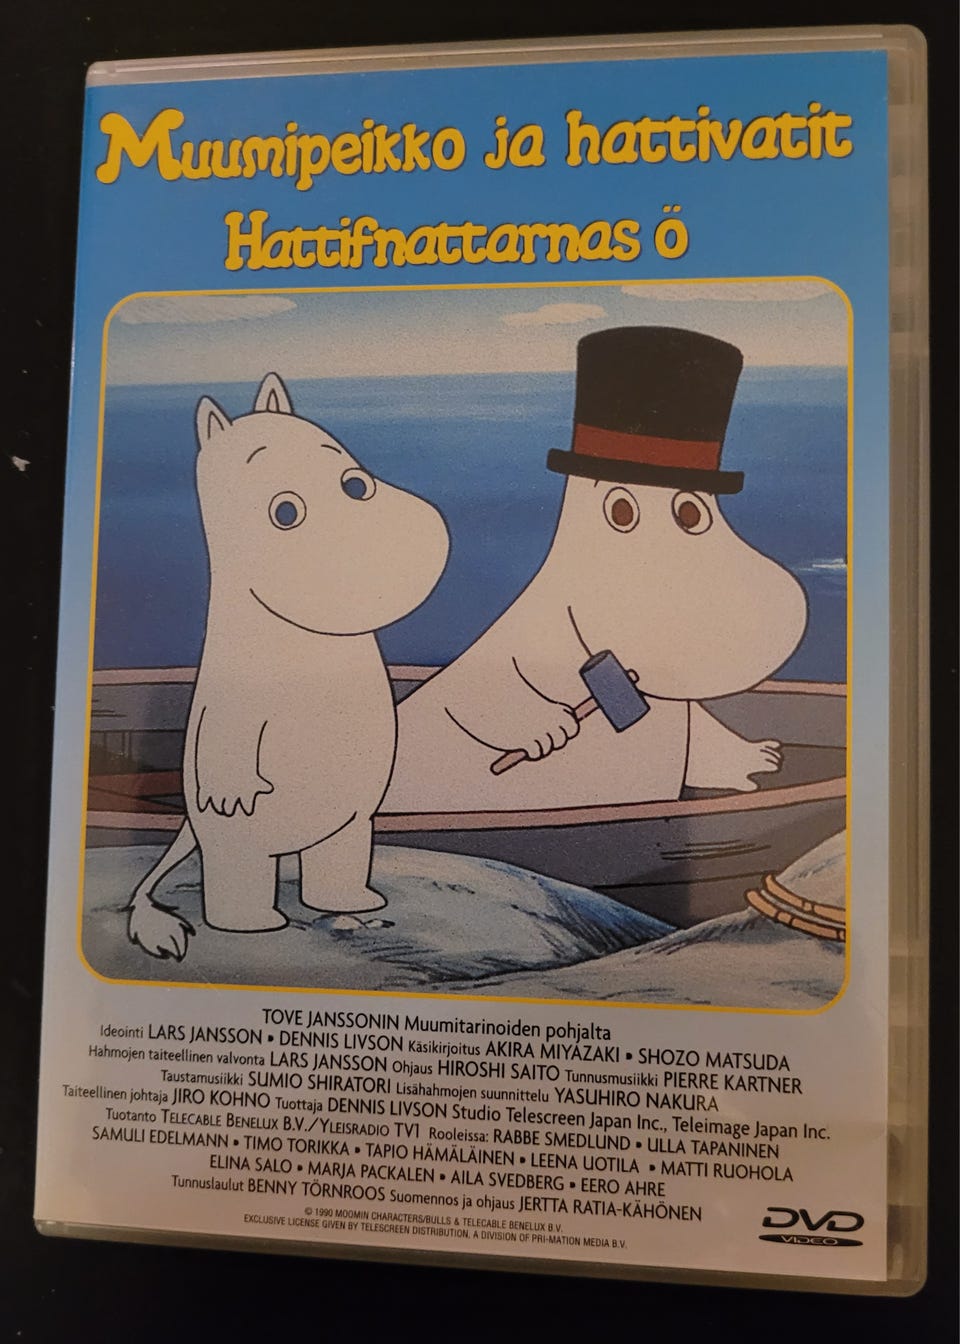 Muumipeikko ja hattivatit
Hattifnattarnas ö
TOVE JANSSONIN Muumitarinoiden pohjalta
Ideointi LARS JANSSON • DENNIS LIVSON Käsikirjoitus AKIRA MIYAZAKI • SHOZO MATSUDA
Hahmojen taiteellinen valvonta LARS JANSSON Ohjaus HIROSHI SAITO Tunnusmusiikki PIERRE KARTNER
Taustamusiikki SUMIO SHIRATORI Lisähahmojen suunnittelu YASUHIRO NAKURA
Taiteellinen johtaja JIRO KOHNO Tuottaja DENNIS LIVSON Studio Telescreen Japan Inc., Teleimage Japan Inc.
Tuotanto TELECABLE BENELUX B.V./YLEISRADIO TV1 Rooleissa: RABBE SMEDLUND • ULLA TAPANINEN
SAMULI EDELMANN • TIMO TORIKKA • TAPIO HÄMÄLÄINEN • LEENA UOTILA • MATTI RUOHOLA
ELINA SALO • MARJA PACKALEN • AILA SVEDBERG • EERO AHRE
Tunnuslaulut BENNY TÖRNROOS Suomennos ja ohjaus JERTTA RATIA-KÄHÖNEN
© 1990 MOOMIN CHARACTERS/BULLS & TELECABLE BENELUX B.V.
EXCLUSIVE LICENSE GIVEN BY TELESCREEN DISTRIBUTION, A DIVISION OF PRI-MATION MEDIA B.V.
DVD
VIDEO